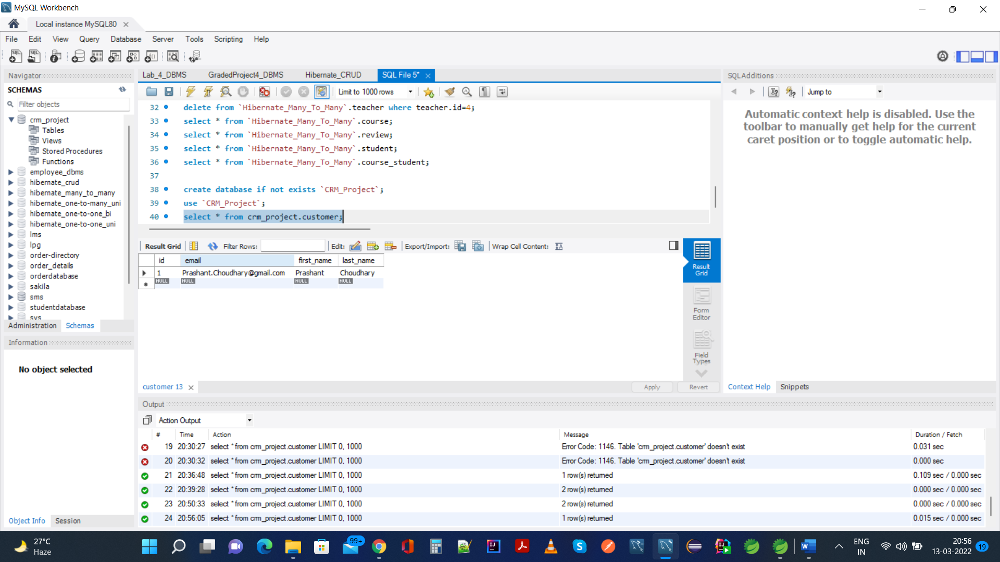 MySQL Workbench
Local instance MySQL80
File Edit View Query Database Server Tools Scripting Help
Navigator
SCHEMAS
Filter objects
crm_project
Tables
Views
Stored Procedures
Functions
employee_dbms
hibernate_crud
hibernate_many_to_many
hibernate_one-to-many_uni
hibernate_one-to-one_bi
hibernate_one-to-one_uni
lms
lpg
order-directory
order_details
orderdatabase
sakila
sms
studentdatabase
sys
Administration Schemas
Information
No object selected
Object Info Session
Lab_4_DBMS GradedProject4_DBMS Hibernate_CRUD SQL File 5*
Limit to 1000 rows
32 delete from `Hibernate_Many_To_Many`.teacher where teacher.id=4;
33 select * from `Hibernate_Many_To_Many`.course;
34 select * from `Hibernate_Many_To_Many`.review;
35 select * from `Hibernate_Many_To_Many`.student;
36 select * from `Hibernate_Many_To_Many`.course_student;
37
38 create database if not exists `CRM_Project`;
39 use `CRM_Project`;
40 select * from crm_project.customer;
Result Grid Filter Rows: Edit: Export/Import: Wrap Cell Content:
id email first_name last_name
1 Prashant.Choudhary@gmail.com Prashant Choudhary
NULL NULL NULL NULL
Result
Grid
Form
Editor
Field
Types
customer 13 Apply Revert
SQLAdditions
Jump to
Automatic context help is disabled. Use the
toolbar to manually get help for the current
caret position or to toggle automatic help.
Context Help Snippets
Output
Action Output
# Time Action Message Duration / Fetch
19 20:30:27 select * from crm_project.customer LIMIT 0, 1000 Error Code: 1146. Table 'crm_project.customer' doesn't exist 0.031 sec
20 20:30:32 select * from crm_project.customer LIMIT 0, 1000 Error Code: 1146. Table 'crm_project.customer' doesn't exist 0.000 sec
21 20:36:48 select * from crm_project.customer LIMIT 0, 1000 1 row(s) returned 0.109 sec / 0.000 sec
22 20:39:28 select * from crm_project.customer LIMIT 0, 1000 2 row(s) returned 0.000 sec / 0.000 sec
23 20:50:33 select * from crm_project.customer LIMIT 0, 1000 2 row(s) returned 0.000 sec / 0.000 sec
24 20:56:05 select * from crm_project.customer LIMIT 0, 1000 1 row(s) returned 0.015 sec / 0.000 sec
27°C
Haze
99+
ENG
IN
20:56
13-03-2022
19